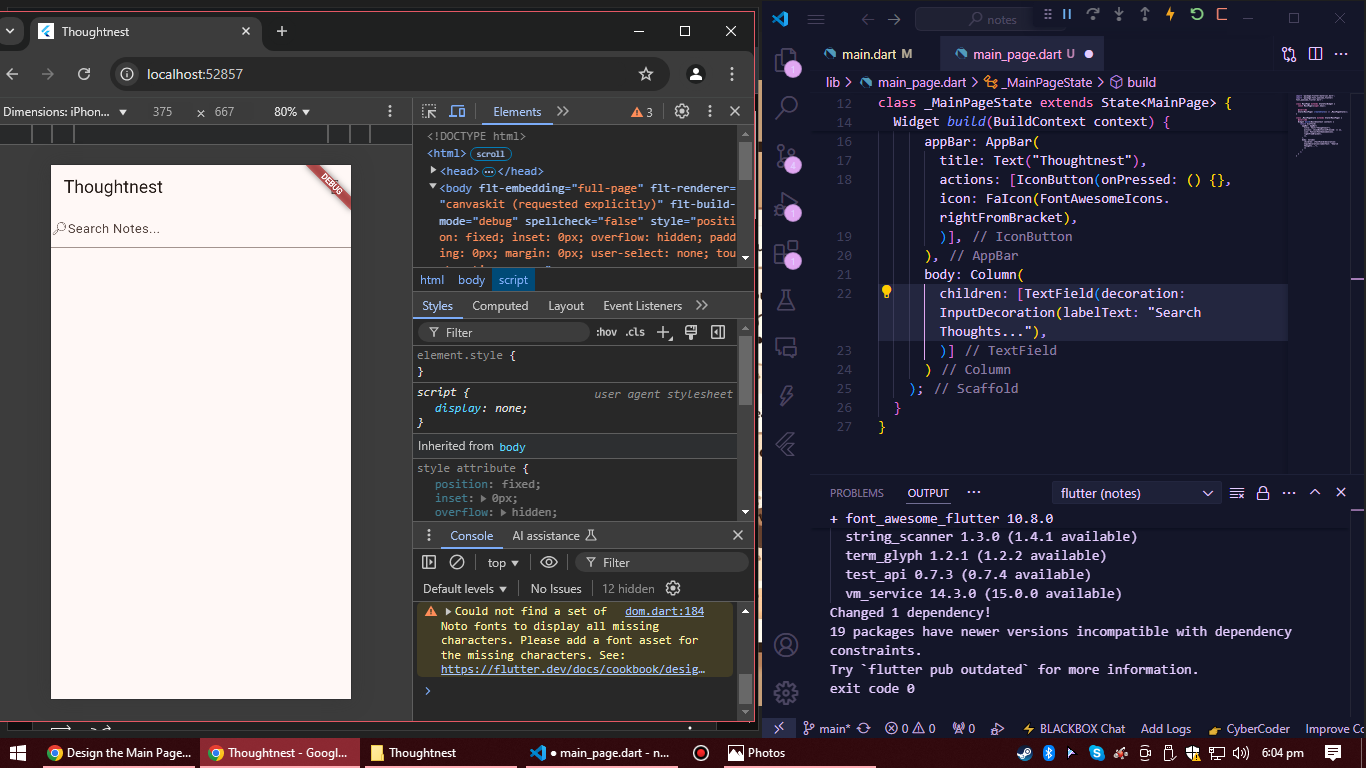 Thoughtnest
localhost:52857
Dimensions: iPhon... 375 × 667 80%
Thoughtnest
DEBUG
Search Notes...
Elements
3
<!DOCTYPE html>
<html> scroll
<head> ⋯ </head>
<body flt-embedding="full-page" flt-renderer=
"canvaskit (requested explicitly)" flt-build-
mode="debug" spellcheck="false" style="positi
on: fixed; inset: 0px; overflow: hidden; padd
ing: 0px; margin: 0px; user-select: none; tou
html body script
Styles Computed Layout Event Listeners
Filter :hov .cls
element.style {
}
script { user agent stylesheet
display: none;
}
Inherited from body
style attribute {
position: fixed;
inset: 0px;
overflow: hidden;
Console AI assistance
top Filter
Default levels No Issues 12 hidden
Could not find a set of dom.dart:184
Noto fonts to display all missing
characters. Please add a font asset for
the missing characters. See:
https://flutter.dev/docs/cookbook/desig…
notes
main.dart M
main_page.dart U
lib > main_page.dart > _MainPageState > build
12 class _MainPageState extends State<MainPage> {
14 Widget build(BuildContext context) {
16 appBar: AppBar(
17 title: Text("Thoughtnest"),
18 actions: [IconButton(onPressed: () {},
icon: FaIcon(FontAwesomeIcons.
rightFromBracket),
19 )], // IconButton
20 ), // AppBar
21 body: Column(
22 children: [TextField(decoration:
InputDecoration(labelText: "Search
Thoughts..."),
23 )] // TextField
24 ) // Column
25 ); // Scaffold
26 }
27 }
1
4
1
1
PROBLEMS OUTPUT ··· flutter (notes)
+ font_awesome_flutter 10.8.0
string_scanner 1.3.0 (1.4.1 available)
term_glyph 1.2.1 (1.2.2 available)
test_api 0.7.3 (0.7.4 available)
vm_service 14.3.0 (15.0.0 available)
Changed 1 dependency!
19 packages have newer versions incompatible with dependency
constraints.
Try `flutter pub outdated` for more information.
exit code 0
main* 0 0 0 BLACKBOX Chat Add Logs CyberCoder Improve Co
Design the Main Page... Thoughtnest - Googl... Thoughtnest ● main_page.dart - n... Photos 6:04 pm